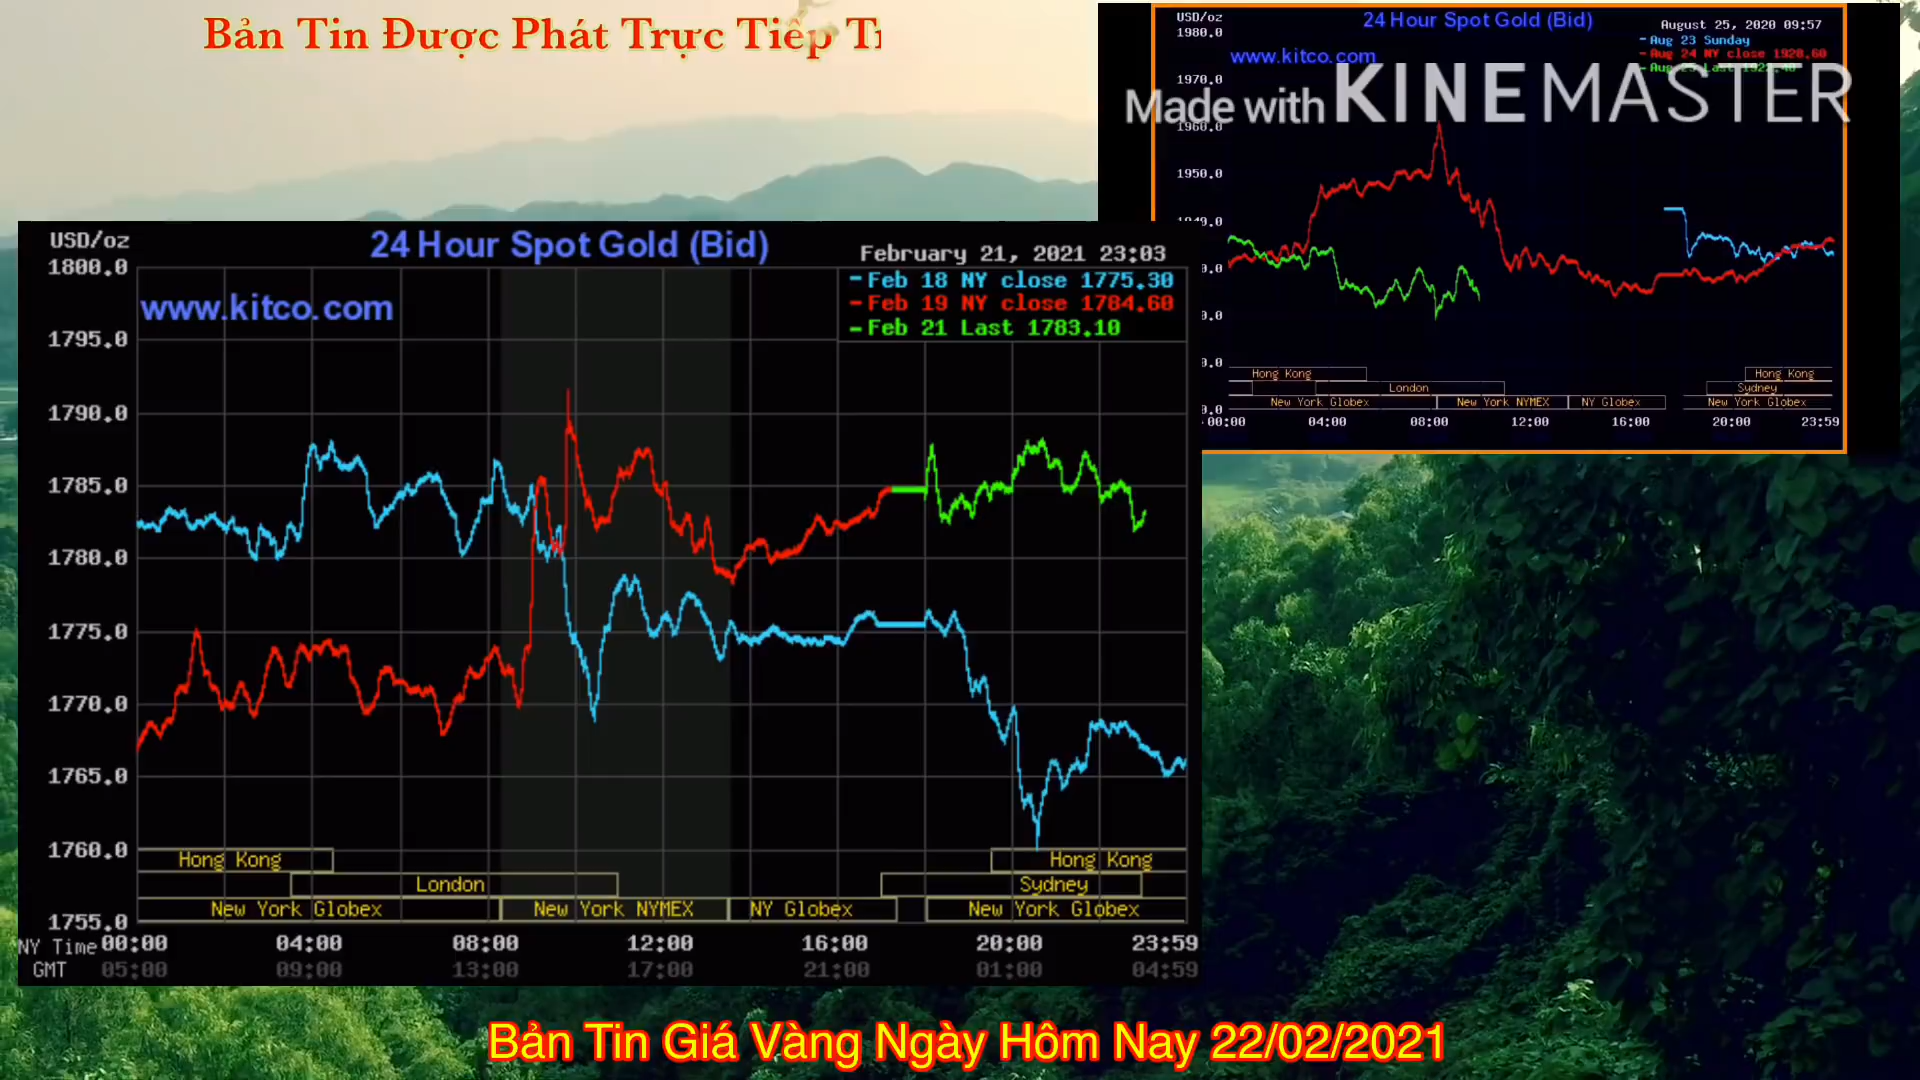 Bản Tin Được Phát Trực Tiếp
USD/oz
24 Hour Spot Gold (Bid)
August 25, 2020 09:57
1980.0
Aug 23 Sunday
www.kitco.com
Aug 24 NY close 1928.60
1970.0
Made with KINEMASTER
1960.0
1950.0
Hong Kong
Hong Kong
London
Sydney
New York Globex
New York NYMEX
NY Globex
New York Globex
00:00
04:00
08:00
12:00
16:00
20:00
23:59
USD/oz
24 Hour Spot Gold (Bid)
February 21, 2021 23:03
1800.0
Feb 18 NY close 1775.30
www.kitco.com
Feb 19 NY close 1784.60
Feb 21 Last 1783.10
1795.0
1790.0
1785.0
1780.0
1775.0
1770.0
1765.0
1760.0
Hong Kong
Hong Kong
London
Sydney
New York Globex
New York NYMEX
NY Globex
New York Globex
1755.0
NY Time 00:00 04:00 08:00 12:00 16:00 20:00 23:59
GMT 05:00 09:00 13:00 17:00 21:00 01:00 04:59
Bản Tin Giá Vàng Ngày Hôm Nay 22/02/2021